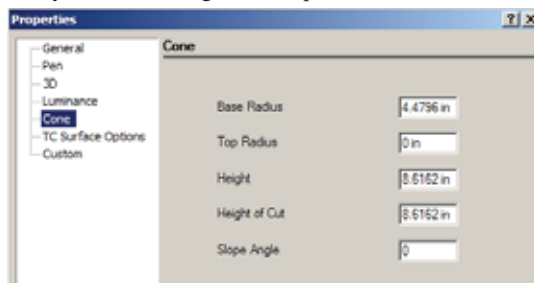 Properties
General
Pen
3D
Luminance
Cone
TC Surface Options
Custom
Cone
Base Radius 4.4796 in
Top Radius 0 in
Height 8.6162 in
Height of Cut 8.6162 in
Slope Angle 0